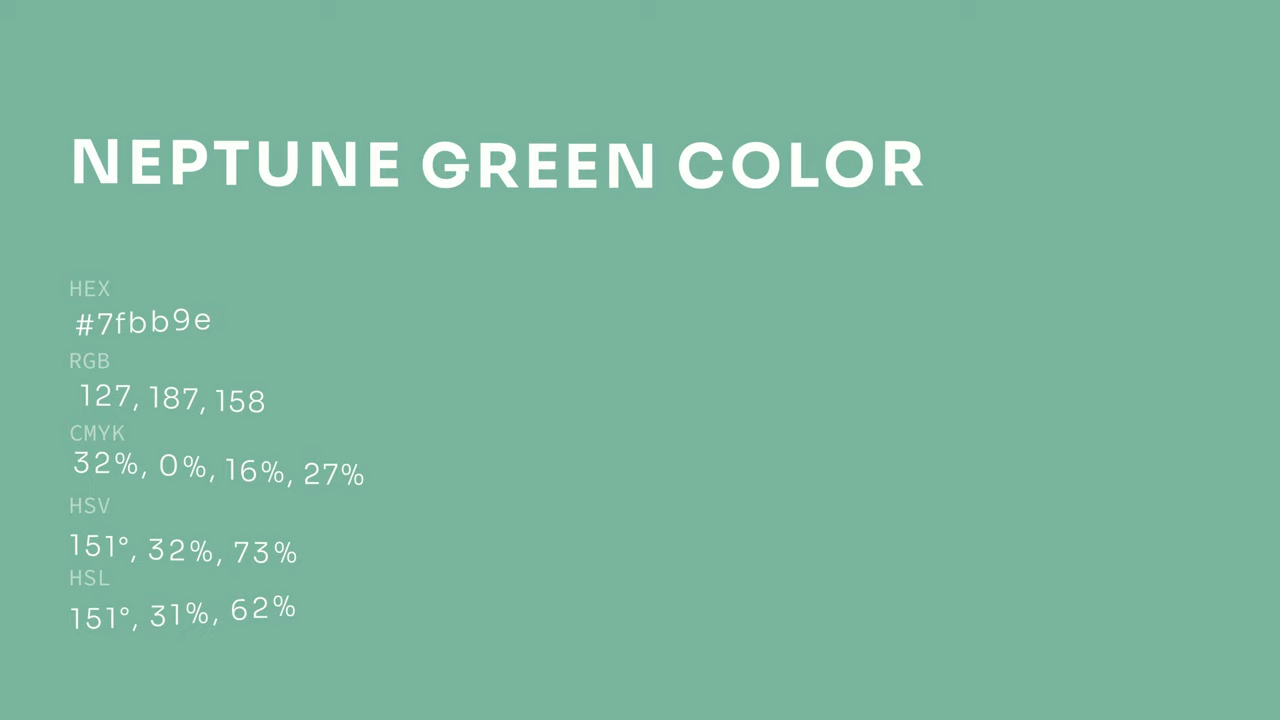 NEPTUNE GREEN COLOR
HEX
#7fbb9e
RGB
127, 187, 158
CMYK
32%, 0%, 16%, 27%
HSV
151°, 32%, 73%
HSL
151°, 31%, 62%